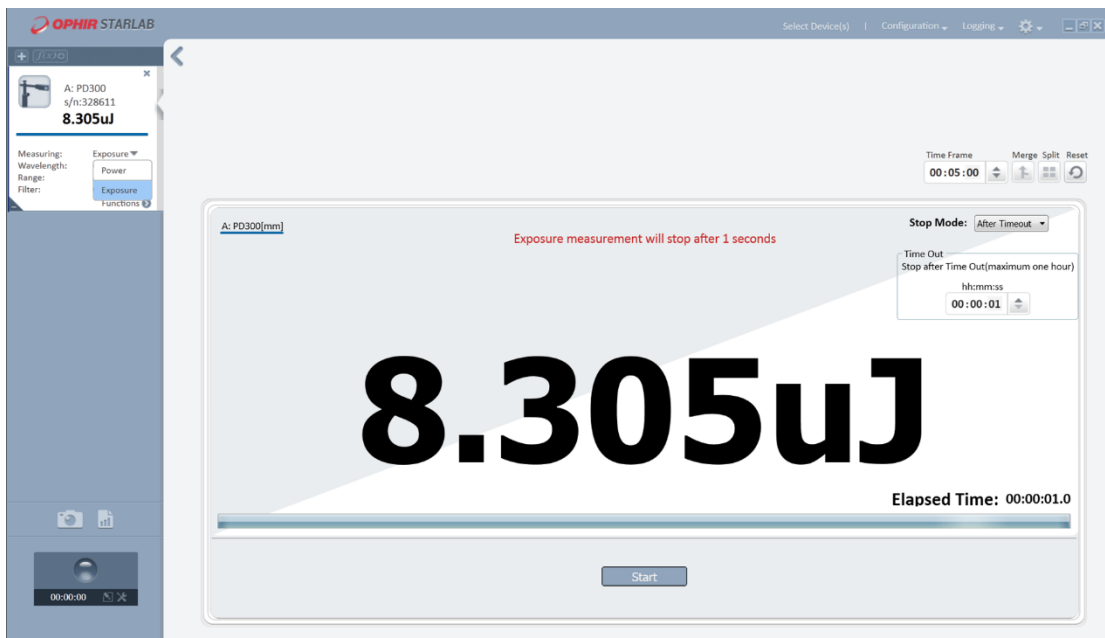 OPHIR STARLAB
Select Device(s) | Configuration Logging
f(x)
A: PD300
s/n:328611
8.305uJ
Measuring: Exposure
Wavelength:
Range:
Filter:
Power
Exposure
Functions
Time Frame Merge Split Reset
00:05:00
A: PD300[mm]
Exposure measurement will stop after 1 seconds
Stop Mode: After Timeout
Time Out
Stop after Time Out(maximum one hour)
hh:mm:ss
00:00:01
8.305uJ
Elapsed Time: 00:00:01.0
00:00:00
Start